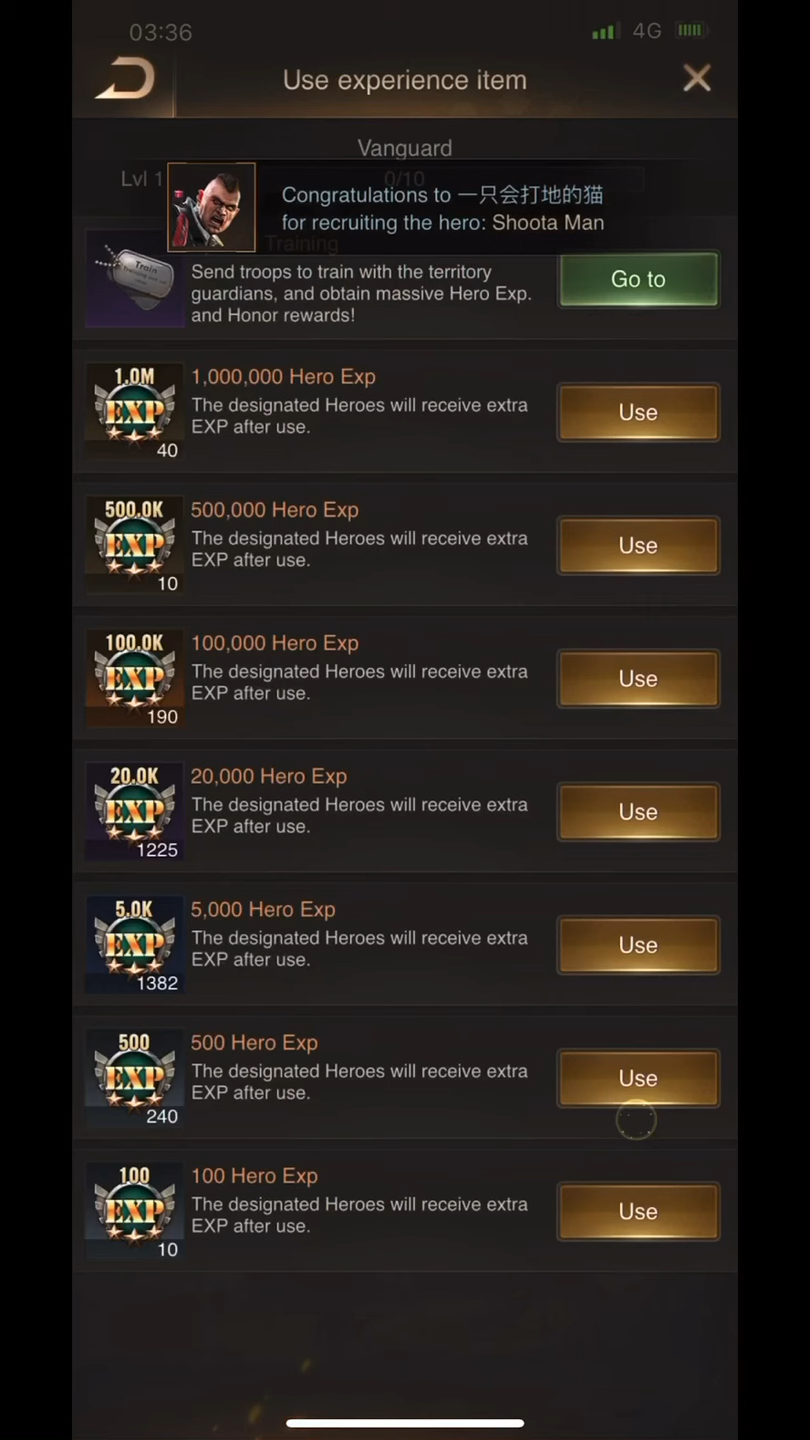 03:36
4G
Use experience item
Vanguard
Lvl 1
0/10
Congratulations to 一只会打地的猫
for recruiting the hero: Shoota Man
Training
Train
Send troops to train with the territory
guardians, and obtain massive Hero Exp.
and Honor rewards!
Go to
1.0M
EXP
40
1,000,000 Hero Exp
The designated Heroes will receive extra
EXP after use.
Use
500.0K
EXP
10
500,000 Hero Exp
The designated Heroes will receive extra
EXP after use.
Use
100.0K
EXP
190
100,000 Hero Exp
The designated Heroes will receive extra
EXP after use.
Use
20.0K
EXP
1225
20,000 Hero Exp
The designated Heroes will receive extra
EXP after use.
Use
5.0K
EXP
1382
5,000 Hero Exp
The designated Heroes will receive extra
EXP after use.
Use
500
EXP
240
500 Hero Exp
The designated Heroes will receive extra
EXP after use.
Use
100
EXP
10
100 Hero Exp
The designated Heroes will receive extra
EXP after use.
Use